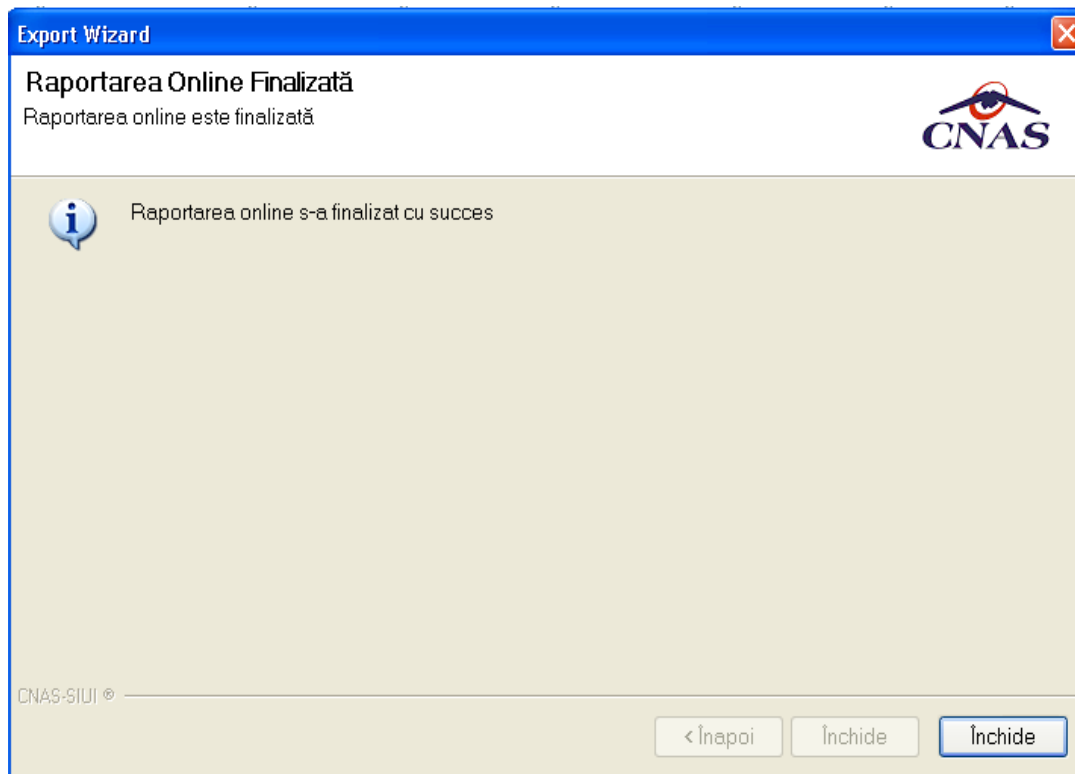 Export Wizard
Raportarea Online Finalizată
Raportarea online este finalizată
CNAS
Raportarea online s-a finalizat cu succes
CNAS-SIUI ®
< Înapoi
Închide
Închide